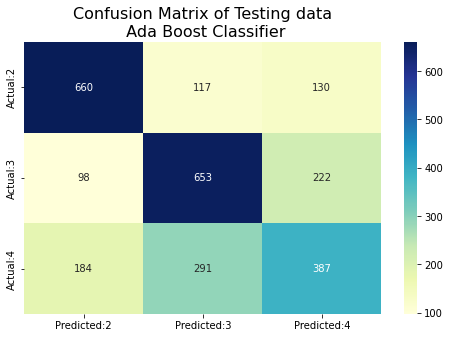 Confusion Matrix of Testing data
Ada Boost Classifier
Actual:2
660
117
130
Actual:3
98
653
222
Actual:4
184
291
387
Predicted:2
Predicted:3
Predicted:4
600
500
400
300
200
100